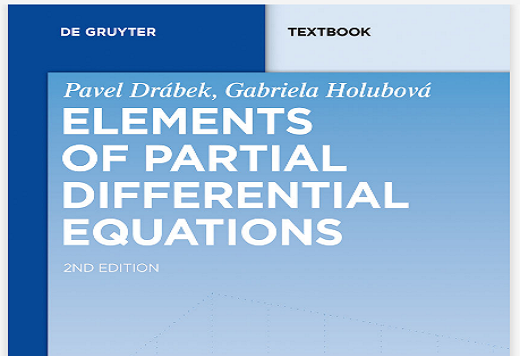 DE GRUYTER
TEXTBOOK
Pavel Drábek, Gabriela Holubová
ELEMENTS
OF PARTIAL
DIFFERENTIAL
EQUATIONS
2ND EDITION